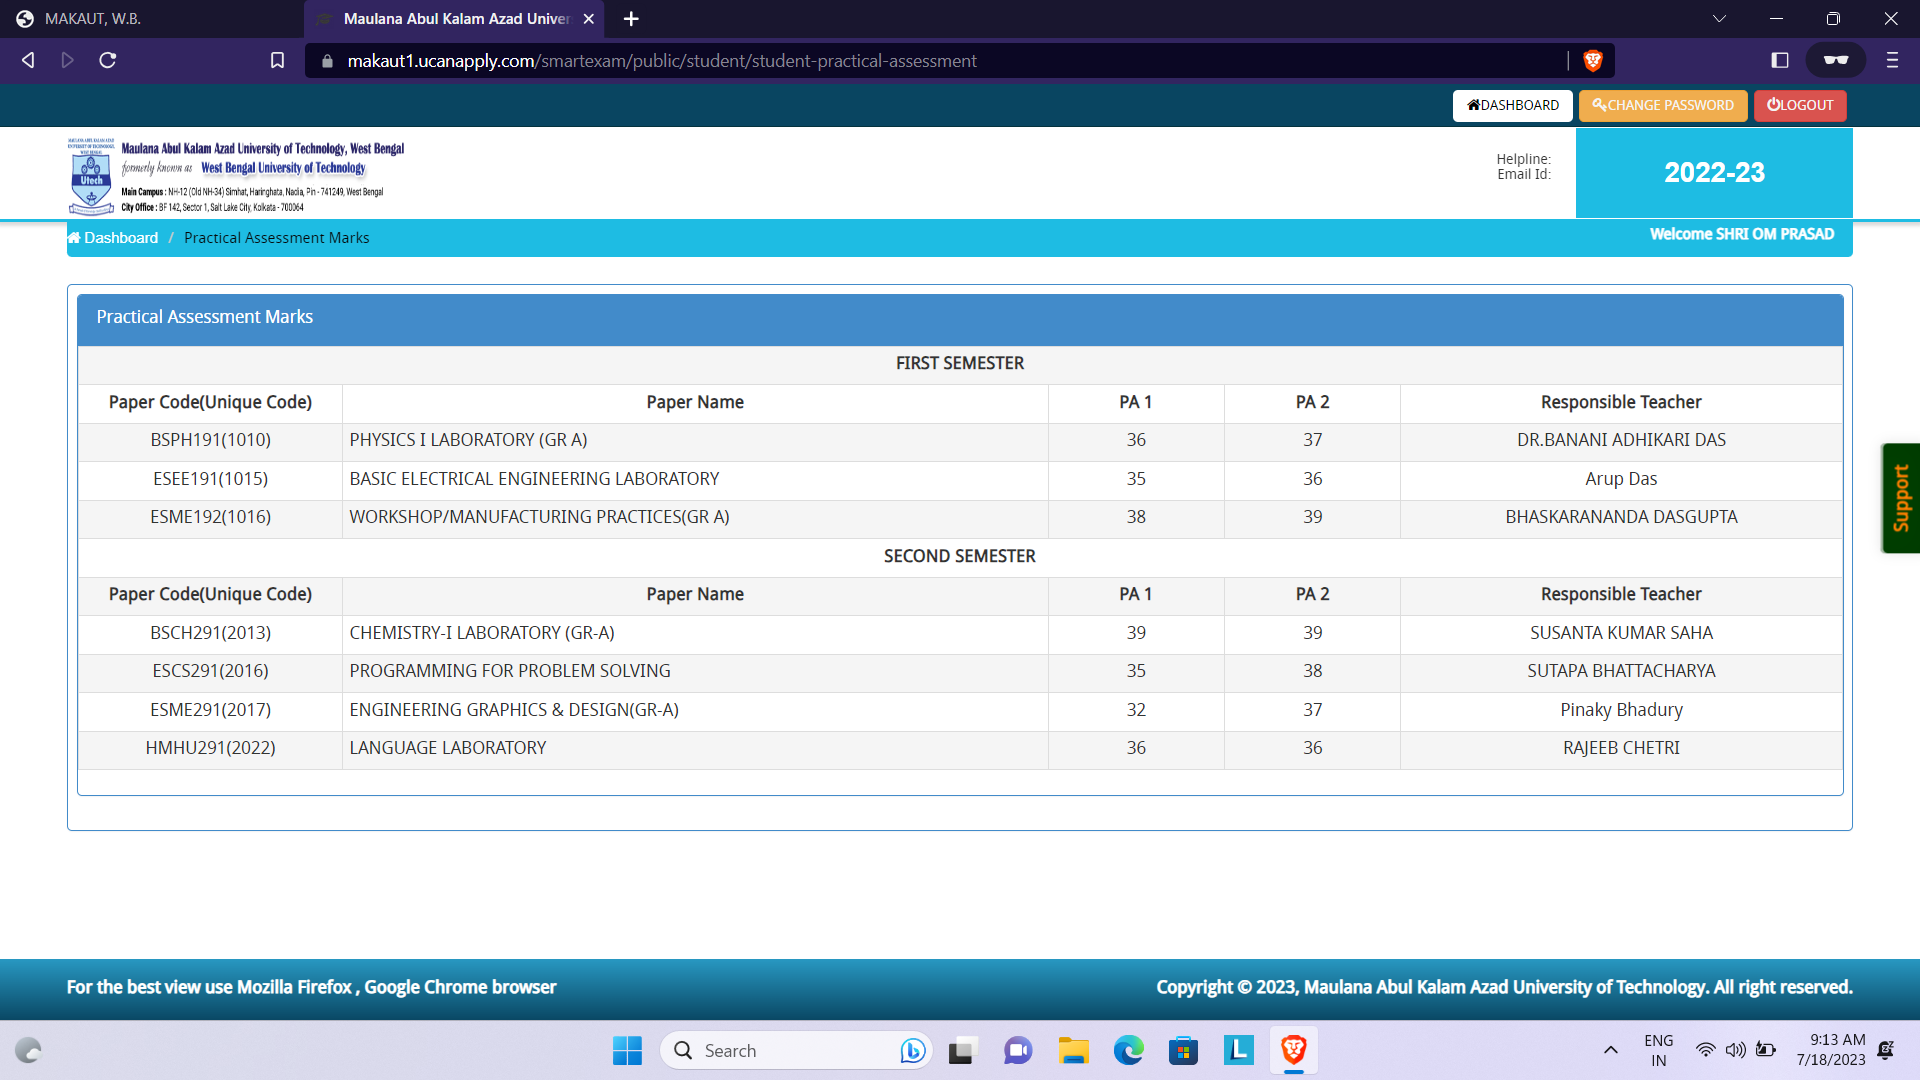 MAKAUT, W.B.
Maulana Abul Kalam Azad Univer
makaut1.ucanapply.com/smartexam/public/student/student-practical-assessment
DASHBOARD CHANGE PASSWORD LOGOUT
Maulana Abul Kalam Azad University of Technology, West Bengal
formerly known as West Bengal University of Technology
Main Campus : NH-12 (Old NH-34) Simhat, Haringhata, Nadia, Pin - 741249, West Bengal
City Office : BF 142, Sector 1, Salt Lake City, Kolkata - 700064
Utech
Helpline:
Email Id:
2022-23
Dashboard / Practical Assessment Marks
Welcome SHRI OM PRASAD
Practical Assessment Marks
FIRST SEMESTER
Paper Code(Unique Code) Paper Name PA 1 PA 2 Responsible Teacher
BSPH191(1010) PHYSICS I LABORATORY (GR A) 36 37 DR.BANANI ADHIKARI DAS
ESEE191(1015) BASIC ELECTRICAL ENGINEERING LABORATORY 35 36 Arup Das
ESME192(1016) WORKSHOP/MANUFACTURING PRACTICES(GR A) 38 39 BHASKARANANDA DASGUPTA
SECOND SEMESTER
Paper Code(Unique Code) Paper Name PA 1 PA 2 Responsible Teacher
BSCH291(2013) CHEMISTRY-I LABORATORY (GR-A) 39 39 SUSANTA KUMAR SAHA
ESCS291(2016) PROGRAMMING FOR PROBLEM SOLVING 35 38 SUTAPA BHATTACHARYA
ESME291(2017) ENGINEERING GRAPHICS & DESIGN(GR-A) 32 37 Pinaky Bhadury
HMHU291(2022) LANGUAGE LABORATORY 36 36 RAJEEB CHETRI
Support
For the best view use Mozilla Firefox , Google Chrome browser
Copyright © 2023, Maulana Abul Kalam Azad University of Technology. All right reserved.
Search
ENG
IN
9:13 AM
7/18/2023